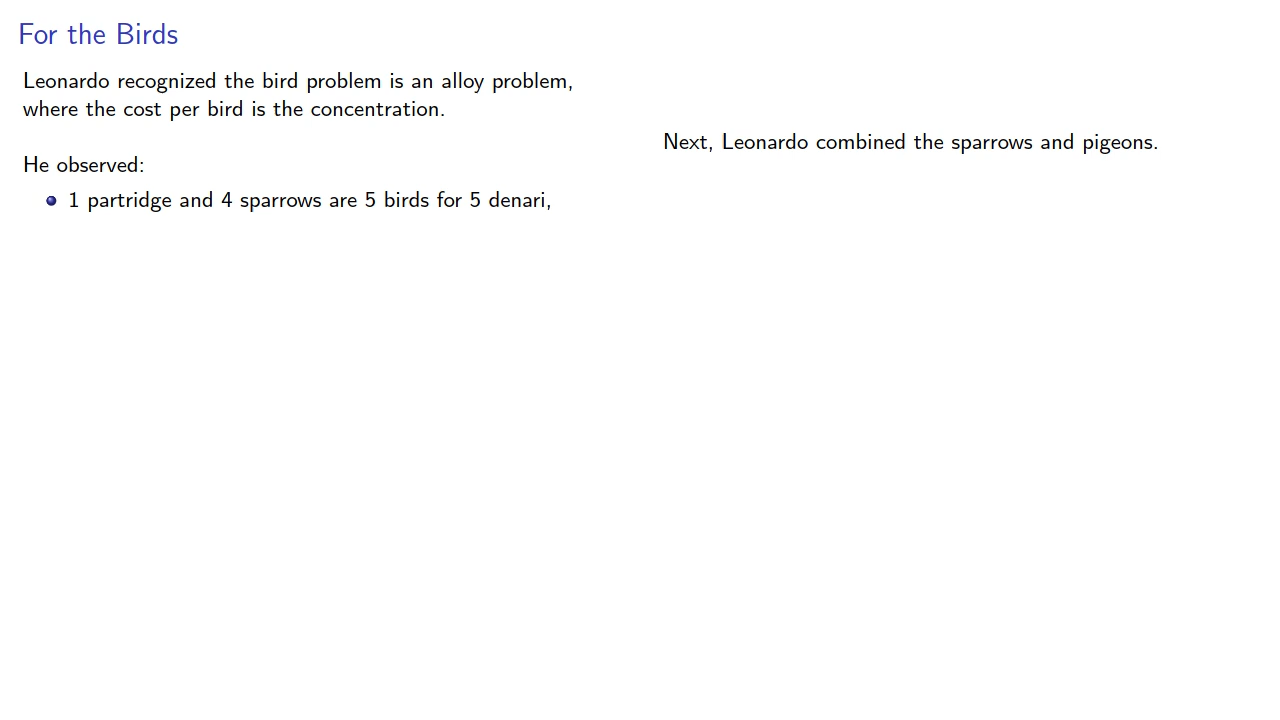 For the Birds
Leonardo recognized the bird problem is an alloy problem,
where the cost per bird is the concentration.
He observed:
1 partridge and 4 sparrows are 5 birds for 5 denari,
Next, Leonardo combined the sparrows and pigeons.